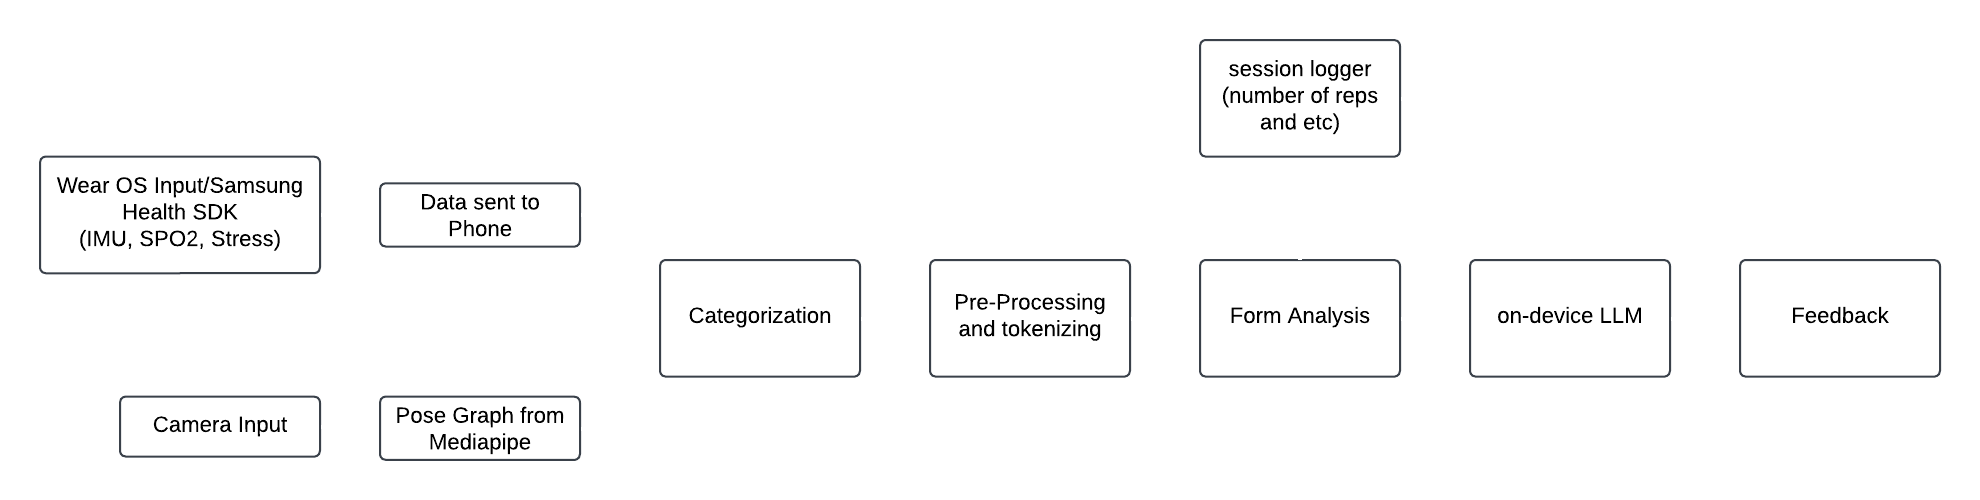 session logger
(number of reps
and etc)
Wear OS Input/Samsung
Health SDK
(IMU, SPO2, Stress)
Data sent to
Phone
Categorization
Pre-Processing
and tokenizing
Form Analysis
on-device LLM
Feedback
Camera Input
Pose Graph from
Mediapipe